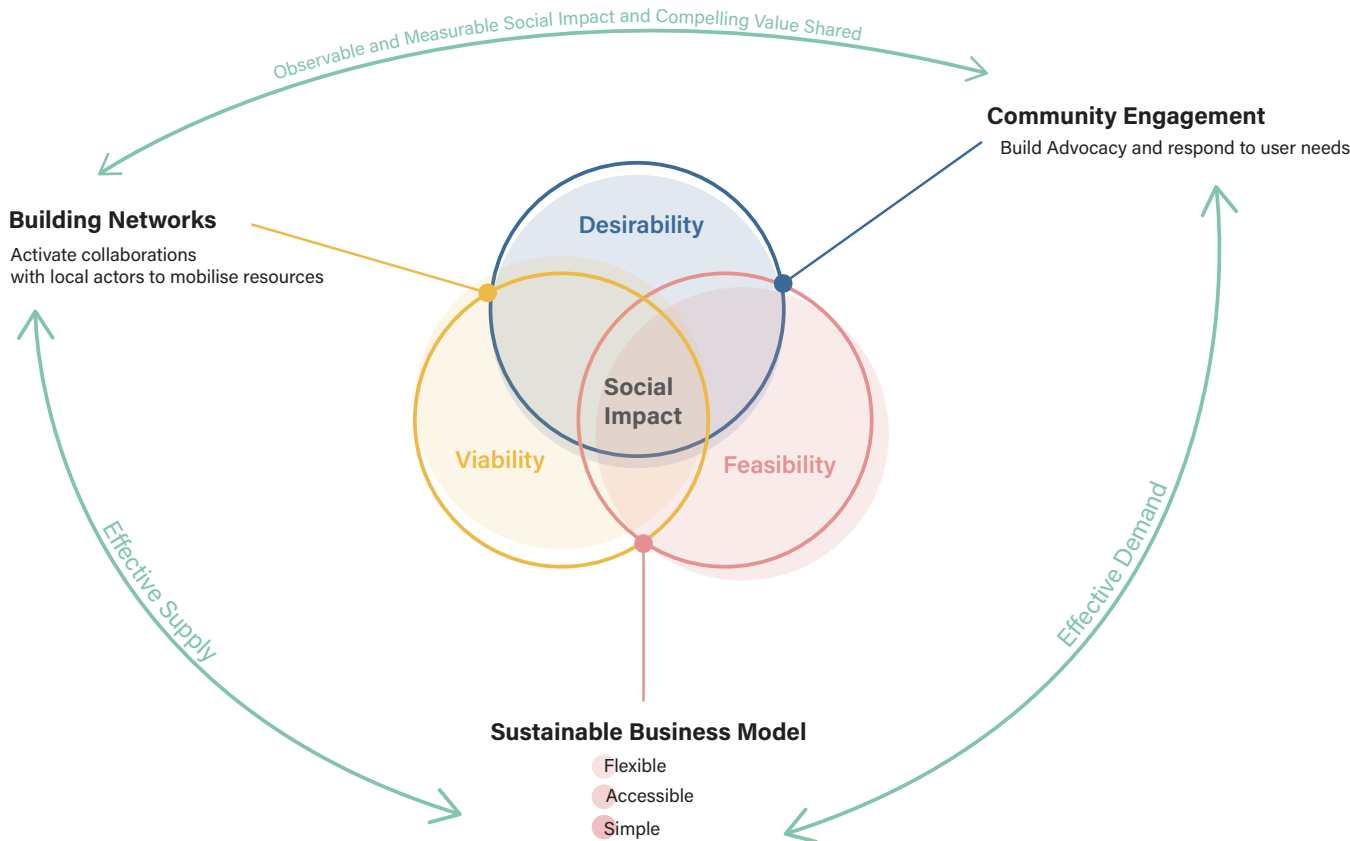 Observable and Measurable Social Impact and Compelling Value Shared
Community Engagement
Build Advocacy and respond to user needs
Building Networks
Activate collaborations
with local actors to mobilise resources
Desirability
Social
Impact
Viability
Feasibility
Effective Supply
Effective Demand
Sustainable Business Model
Flexible
Accessible
Simple